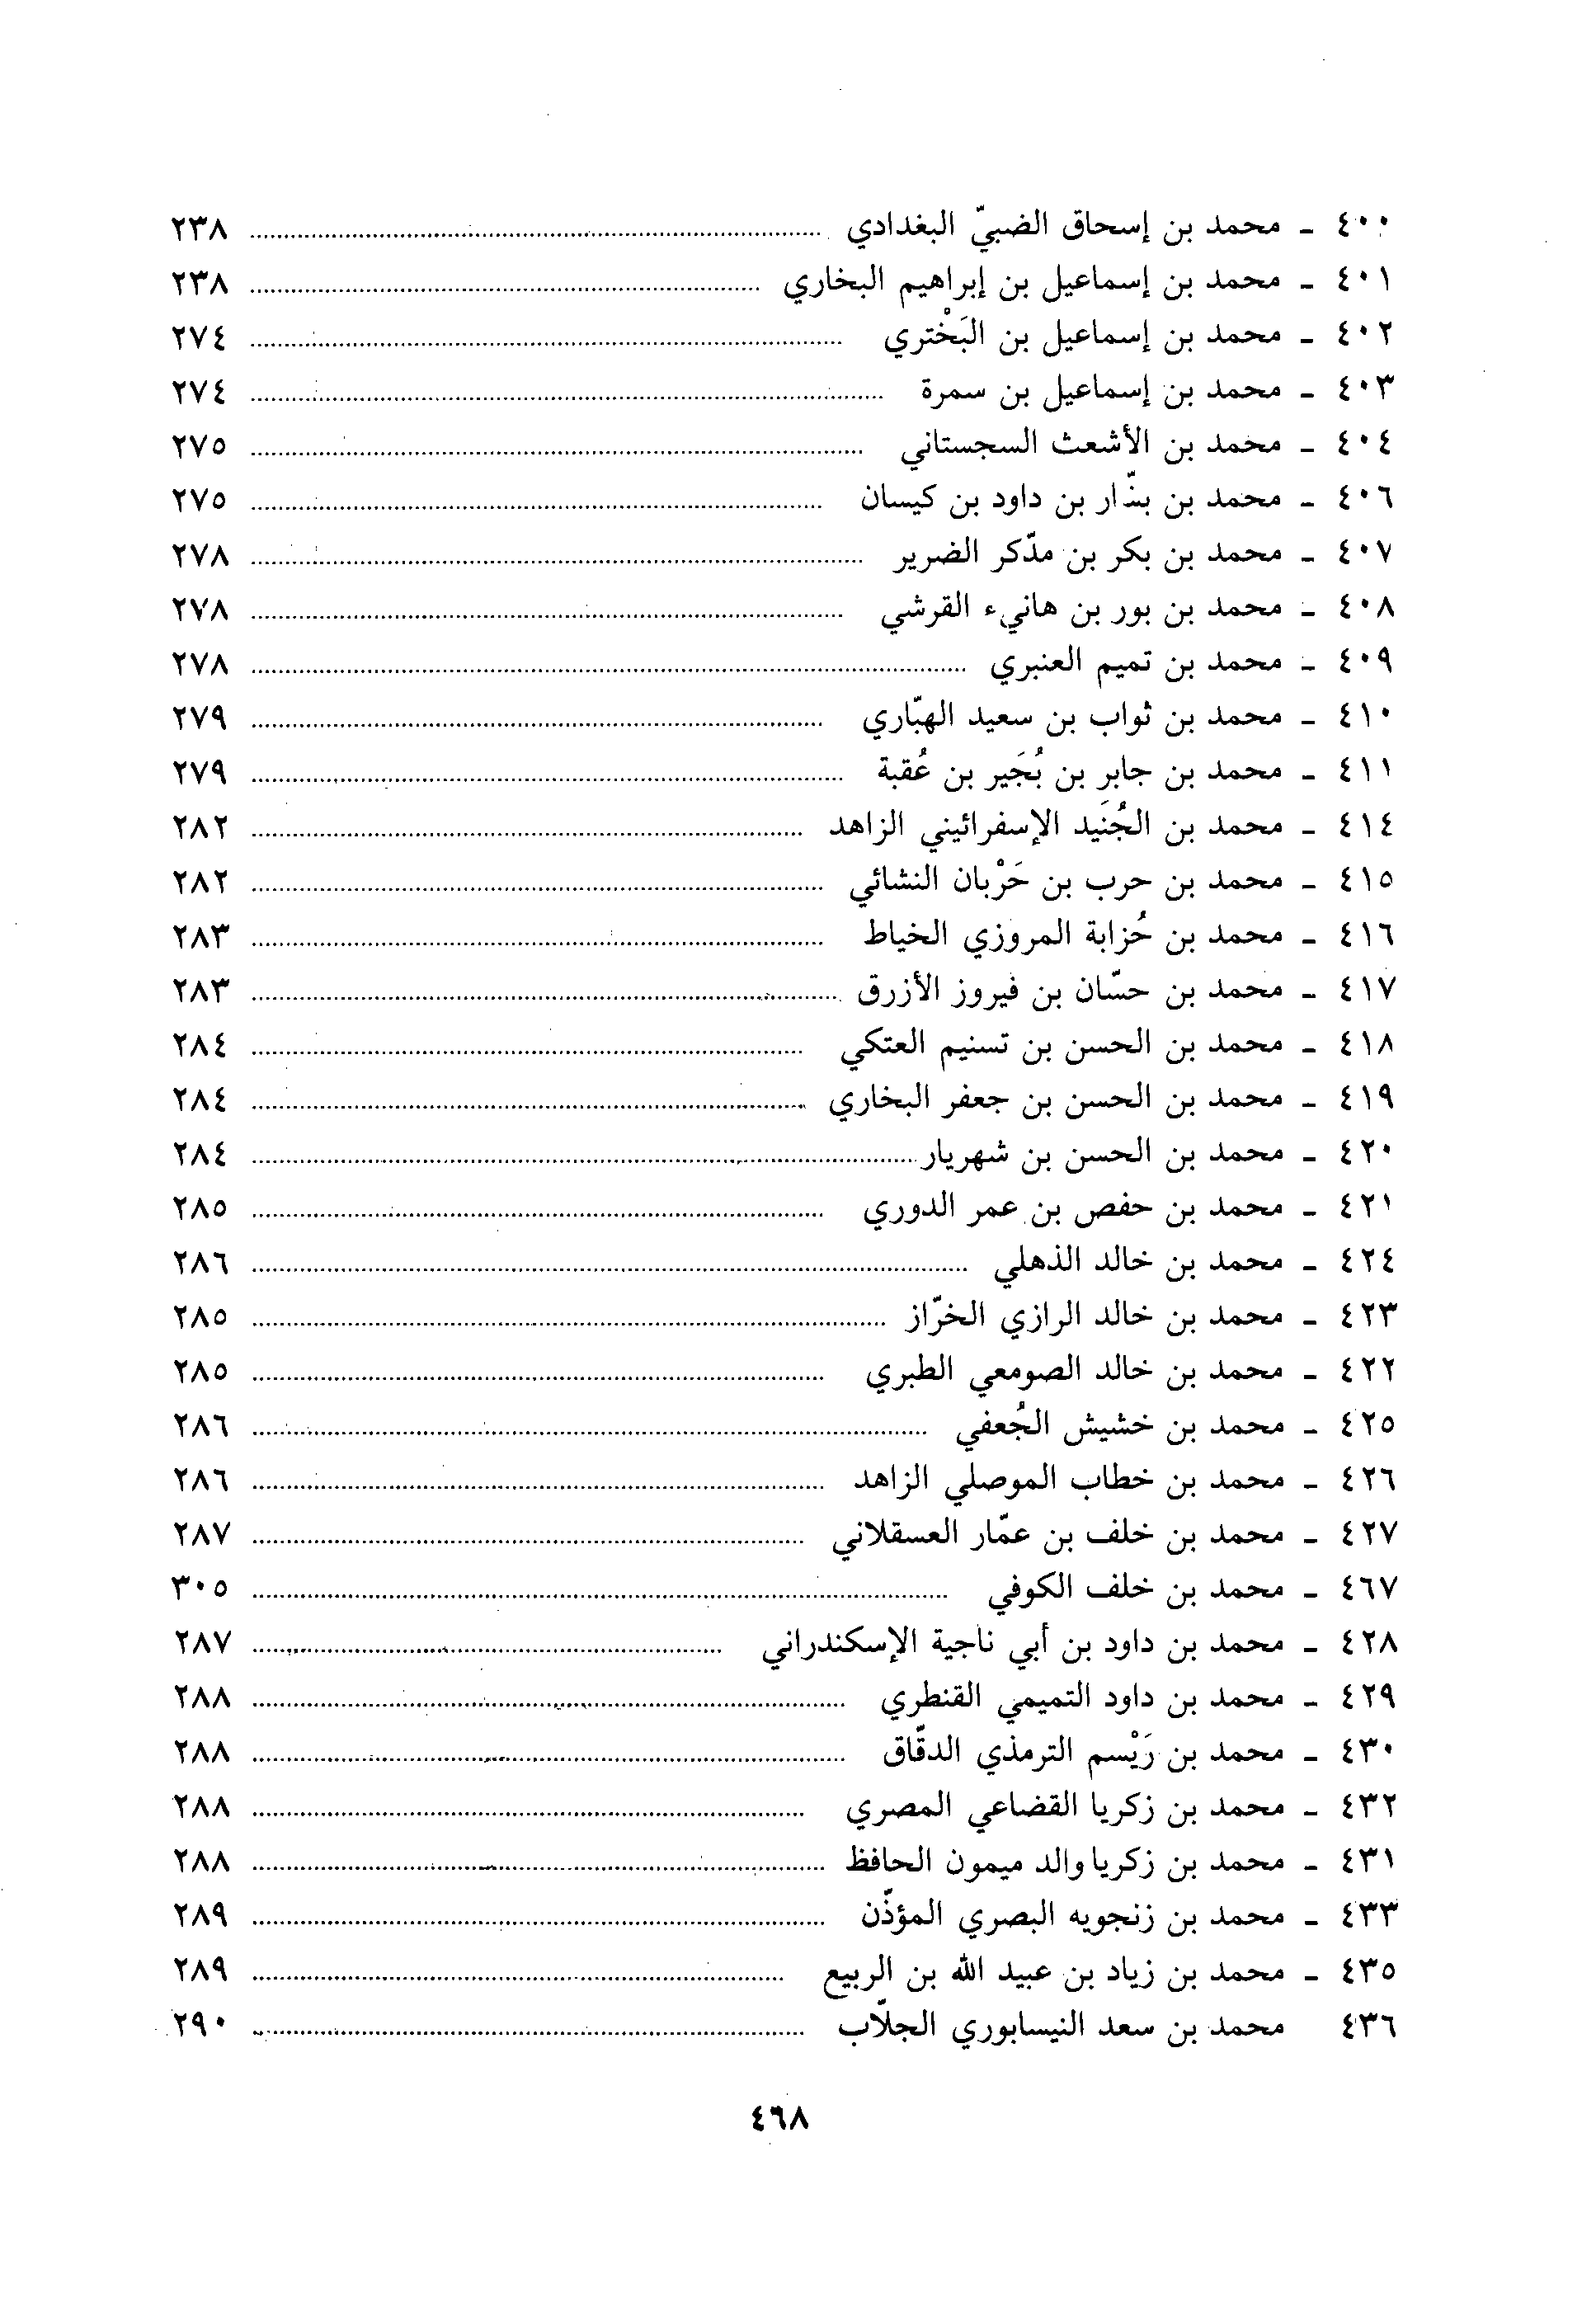 ٤٠٠ - محمد بن إسحاق الضبيّ البغدادي ........ ٢٣٨
٤٠١ - محمد بن إسماعيل بن إبراهيم البخاري ........ ٢٣٨
٤٠٢ - محمد بن إسماعيل بن البَخْتري ........ ٢٧٤
٤٠٣ - محمد بن إسماعيل بن سمرة ........ ٢٧٤
٤٠٤ - محمد بن الأشعث السجستاني ........ ٢٧٥
٤٠٦ - محمد بن بندّار بن داود بن كيسان ........ ٢٧٥
٤٠٧ - محمد بن بكر بن مذّكر الضرير ........ ٢٧٨
٤٠٨ - محمد بن بور بن هانيء القرشي ........ ٢٧٨
٤٠٩ - محمد بن تميم العنبري ........ ٢٧٨
٤١٠ - محمد بن ثواب بن سعيد الهبّاري ........ ٢٧٩
٤١١ - محمد بن جابر بن بُجَير بن عُقبة ........ ٢٧٩
٤١٤ - محمد بن الجُنَيد الإسفرائيني الزاهد ........ ٢٨٢
٤١٥ - محمد بن حرب بن حَرْبان النشائي ........ ٢٨٢
٤١٦ - محمد بن حُزابة المروزي الخياط ........ ٢٨٣
٤١٧ - محمد بن حسّان بن فيروز الأزرق ........ ٢٨٣
٤١٨ - محمد بن الحسن بن تسنيم العتكي ........ ٢٨٤
٤١٩ - محمد بن الحسن بن جعفر البخاري ........ ٢٨٤
٤٢٠ - محمد بن الحسن بن شهريار ........ ٢٨٤
٤٢١ - محمد بن حفص بن عمر الدوري ........ ٢٨٥
٤٢٤ - محمد بن خالد الذهلي ........ ٢٨٦
٤٢٣ - محمد بن خالد الرازي الخرّاز ........ ٢٨٥
٤٢٢ - محمد بن خالد الصومعي الطبري ........ ٢٨٥
٤٢٥ - محمد بن خشيش الجُعفي ........ ٢٨٦
٤٢٦ - محمد بن خطاب الموصلي الزاهد ........ ٢٨٦
٤٢٧ - محمد بن خلف بن عمّار العسقلاني ........ ٢٨٧
٤٦٧ - محمد بن خلف الكوفي ........ ٣٠٥
٤٢٨ - محمد بن داود بن أبي ناجية الإسكندراني ........ ٢٨٧
٤٢٩ - محمد بن داود التميمي القنطري ........ ٢٨٨
٤٣٠ - محمد بن رَيْسم الترمذي الدقّاق ........ ٢٨٨
٤٣٢ - محمد بن زكريا القضاعي المصري ........ ٢٨٨
٤٣١ - محمد بن زكريا والد ميمون الحافظ ........ ٢٨٨
٤٣٣ - محمد بن زنجويه البصري المؤذّن ........ ٢٨٩
٤٣٥ - محمد بن زياد بن عبيد الله بن الربيع ........ ٢٨٩
٤٣٦ محمد بن سعد النيسابوري الجلّاب ........ ٢٩٠
٤٦٨